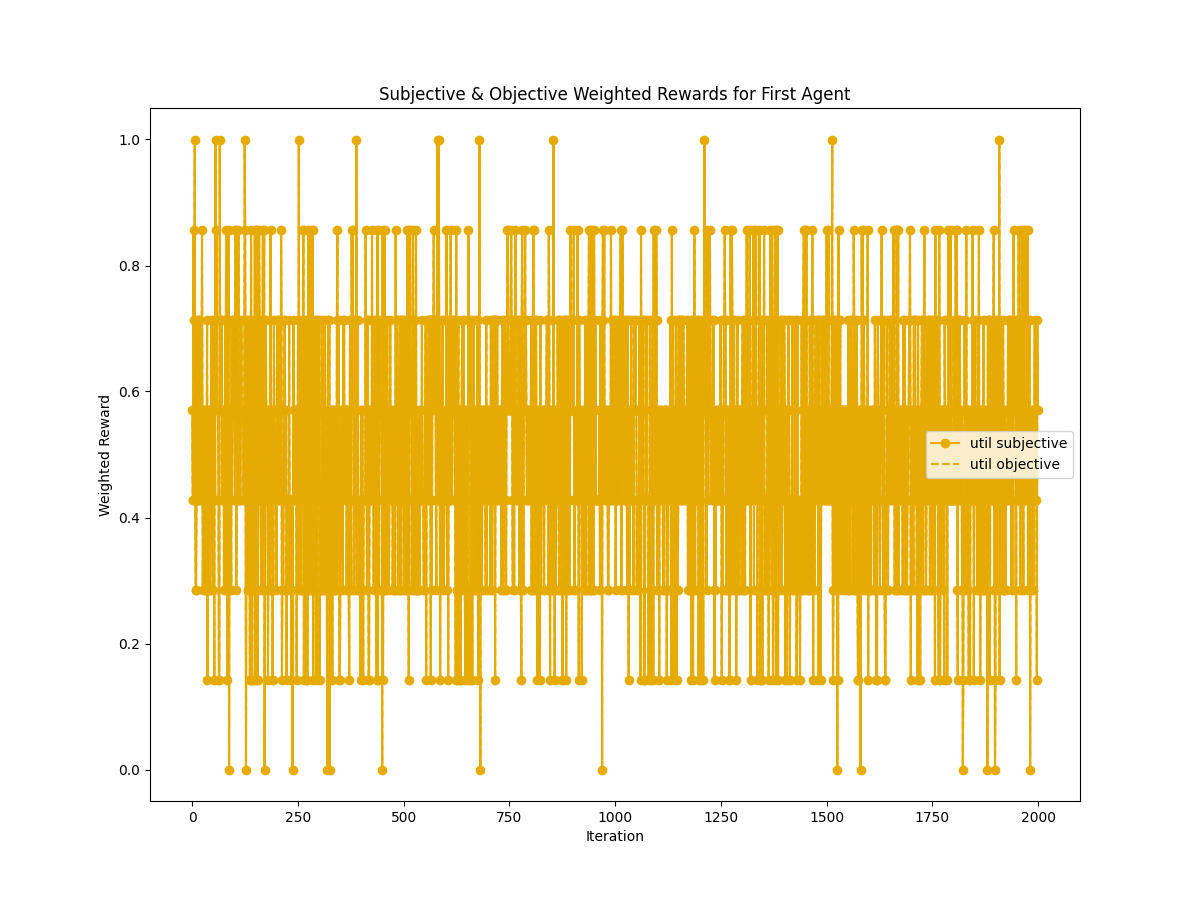 Subjective & Objective Weighted Rewards for First Agent
1.0
0.8
0.6
0.4
0.2
0.0
Weighted Reward
util subjective
util objective
0 250 500 750 1000 1250 1500 1750 2000
Iteration